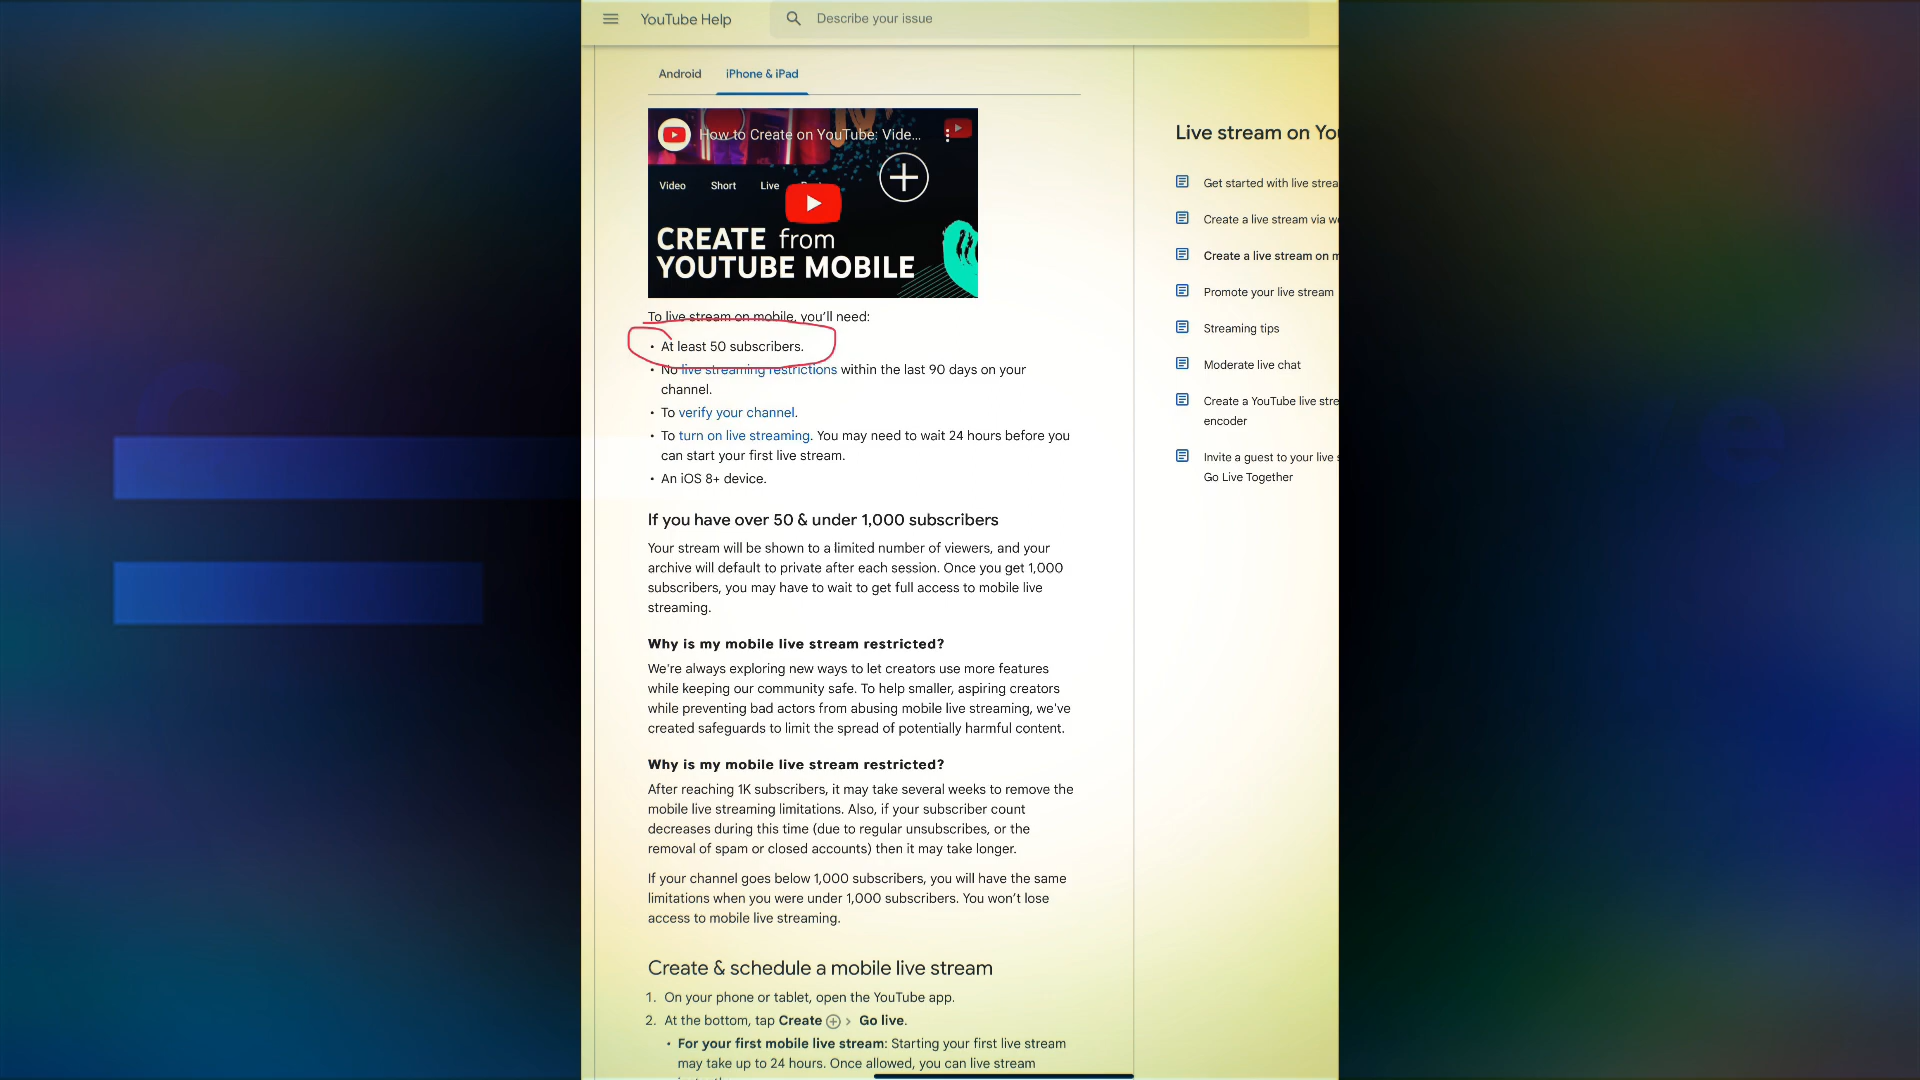 YouTube Help
Describe your issue
Android
iPhone & iPad
How to Create on YouTube: Vide...
Video
Short
Live
CREATE from
YOUTUBE MOBILE
To live stream on mobile, you'll need:
• At least 50 subscribers.
• No live streaming restrictions within the last 90 days on your
channel.
• To verify your channel.
• To turn on live streaming. You may need to wait 24 hours before you
can start your first live stream.
• An iOS 8+ device.
If you have over 50 & under 1,000 subscribers
Your stream will be shown to a limited number of viewers, and your
archive will default to private after each session. Once you get 1,000
subscribers, you may have to wait to get full access to mobile live
streaming.
Why is my mobile live stream restricted?
We're always exploring new ways to let creators use more features
while keeping our community safe. To help smaller, aspiring creators
while preventing bad actors from abusing mobile live streaming, we've
created safeguards to limit the spread of potentially harmful content.
Why is my mobile live stream restricted?
After reaching 1K subscribers, it may take several weeks to remove the
mobile live streaming limitations. Also, if your subscriber count
decreases during this time (due to regular unsubscribes, or the
removal of spam or closed accounts) then it may take longer.
If your channel goes below 1,000 subscribers, you will have the same
limitations when you were under 1,000 subscribers. You won't lose
access to mobile live streaming.
Create & schedule a mobile live stream
1. On your phone or tablet, open the YouTube app.
2. At the bottom, tap Create > Go live.
• For your first mobile live stream: Starting your first live stream
may take up to 24 hours. Once allowed, you can live stream
Live stream on You
Get started with live strea
Create a live stream via w
Create a live stream on m
Promote your live stream
Streaming tips
Moderate live chat
Create a YouTube live stre
encoder
Invite a guest to your live s
Go Live Together